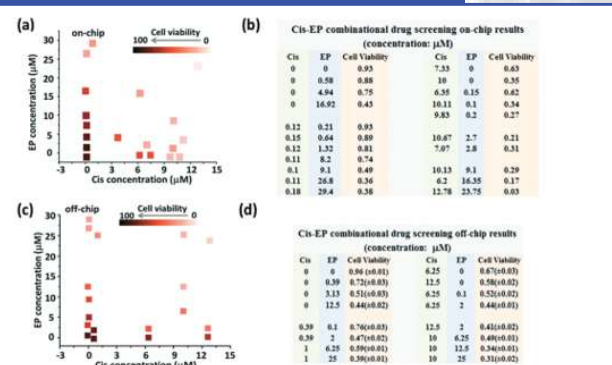 (a)
on-chip
Cell viability
100 0
EP concentration (µM)
30
25
20
15
10
5
0
-3 0 3 6 9 12 15
Cis concentration (µM)
(b)
Cis-EP combinational drug screening on-chip results
(concentration: µM)
Cis EP Cell Viability Cis EP Cell Viability
0 0 0.93 7.33 0 0.63
0 0.58 0.88 10 0 0.35
0 4.94 0.75 6.35 0.15 0.62
0 16.92 0.43 10.11 0.1 0.34
9.83 0.2 0.27
0.12 0.21 0.93
0.15 0.64 0.89 10.67 2.7 0.21
0.12 1.32 0.81 7.07 2.8 0.31
0.11 8.2 0.74
0.1 9.1 0.49 10.13 9.1 0.29
0.11 26.8 0.36 6.2 16.35 0.17
0.18 29.4 0.38 12.78 23.75 0.03
(c)
off-chip
Cell viability
100 0
EP concentration (µM)
30
25
20
15
10
5
0
-3 0 3 6 9 12 15
Cis concentration (µM)
(d)
Cis-EP combinational drug screening off-chip results
(concentration: µM)
Cis EP Cell Viability Cis EP Cell Viability
0 0 0.96 (±0.01) 6.25 0 0.67(±0.03)
0 0.39 0.72(±0.03) 12.5 0 0.58(±0.02)
0 3.13 0.51(±0.03) 6.25 0.1 0.52(±0.02)
0 12.5 0.44(±0.02) 6.25 2 0.44(±0.01)
0.39 0.1 0.76(±0.03) 12.5 2 0.41(±0.02)
0.39 2 0.47(±0.02) 10 6.25 0.49(±0.01)
1 6.25 0.59(±0.01) 10 12.5 0.34(±0.01)
1 25 0.39(±0.01) 10 25 0.31(±0.02)